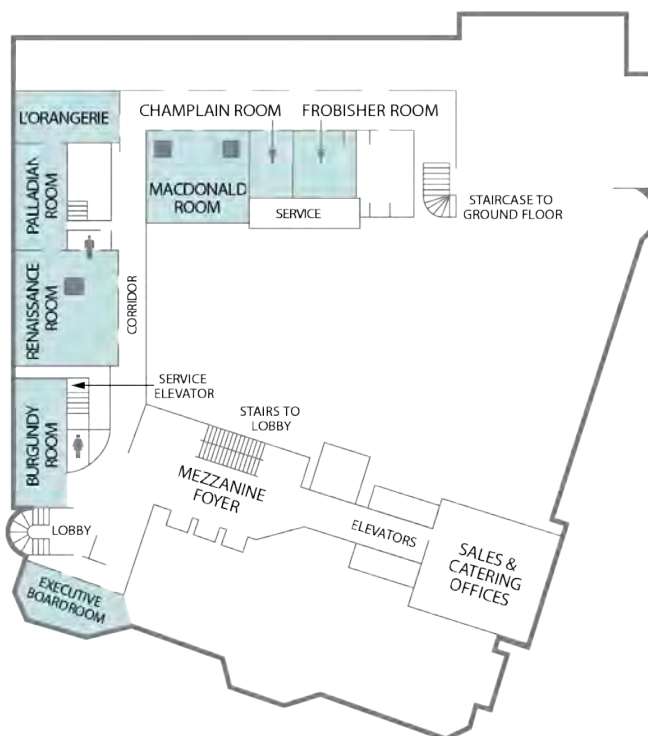 L'ORANGERIE
CHAMPLAIN ROOM
FROBISHER ROOM
PALLADIAN
ROOM
MACDONALD
ROOM
SERVICE
STAIRCASE TO
GROUND FLOOR
RENAISSANCE
ROOM
CORRIDOR
SERVICE
ELEVATOR
BURGUNDY
ROOM
STAIRS TO
LOBBY
MEZZANINE
FOYER
LOBBY
ELEVATORS
SALES &
CATERING
OFFICES
EXECUTIVE
BOARDROOM